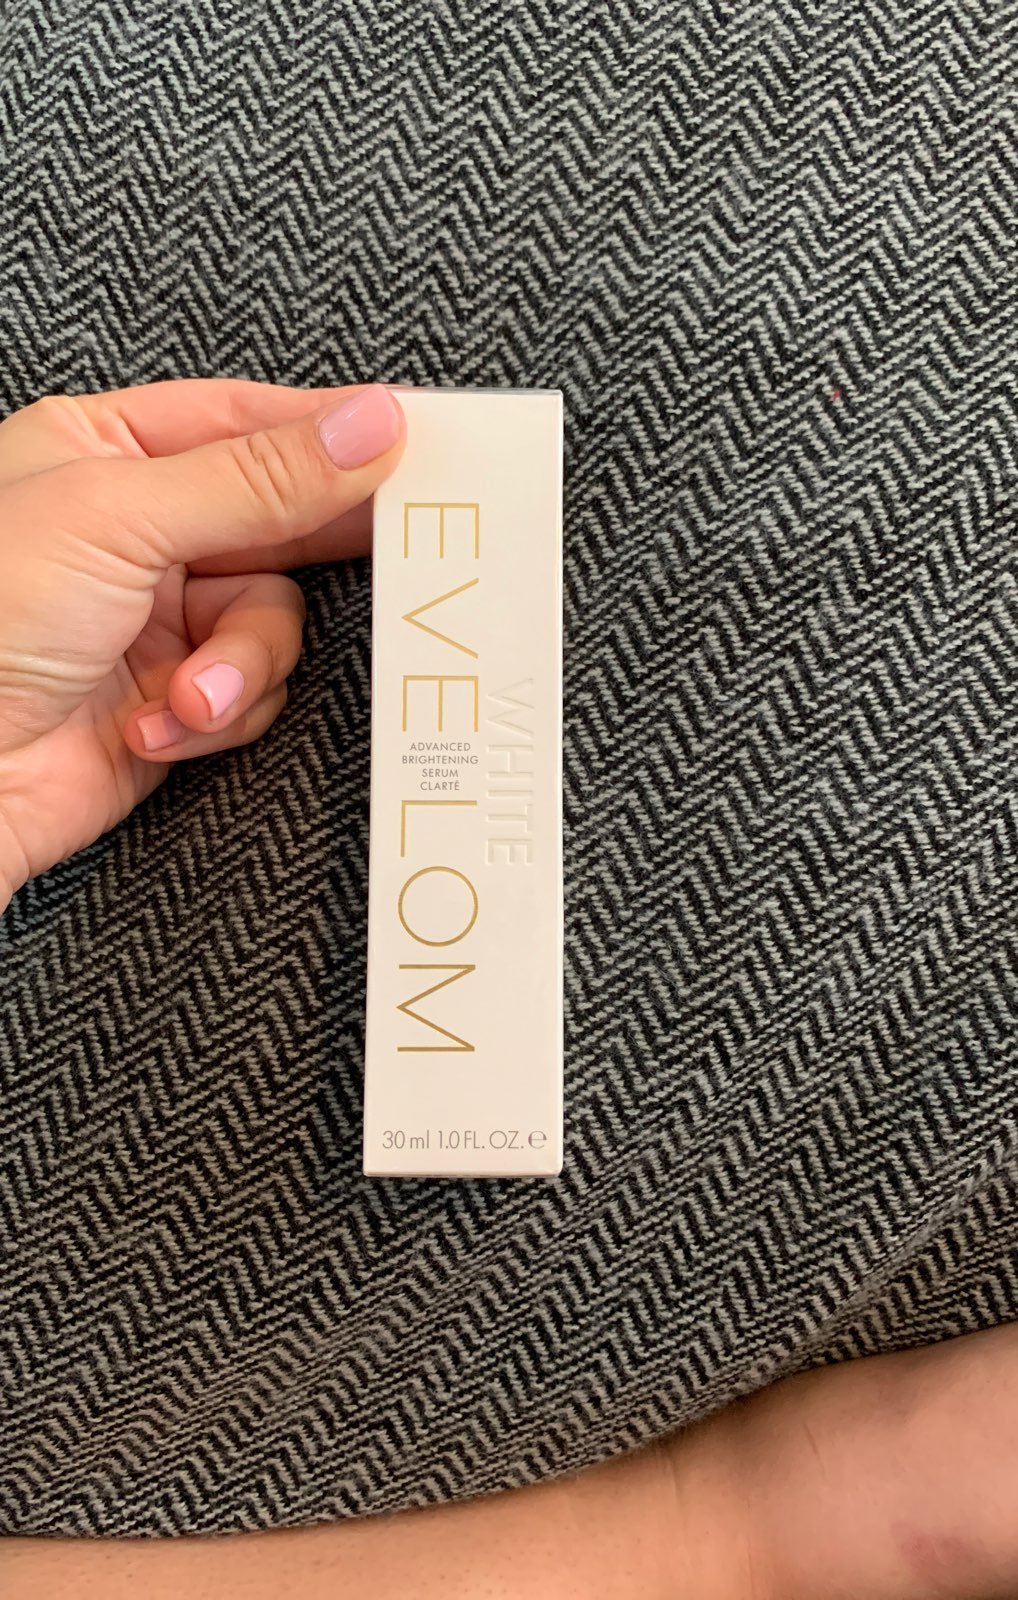 EVE LOM
WHITE
ADVANCED
BRIGHTENING
SERUM
CLARTÉ
30 ml 1.0 FL. OZ. ℮